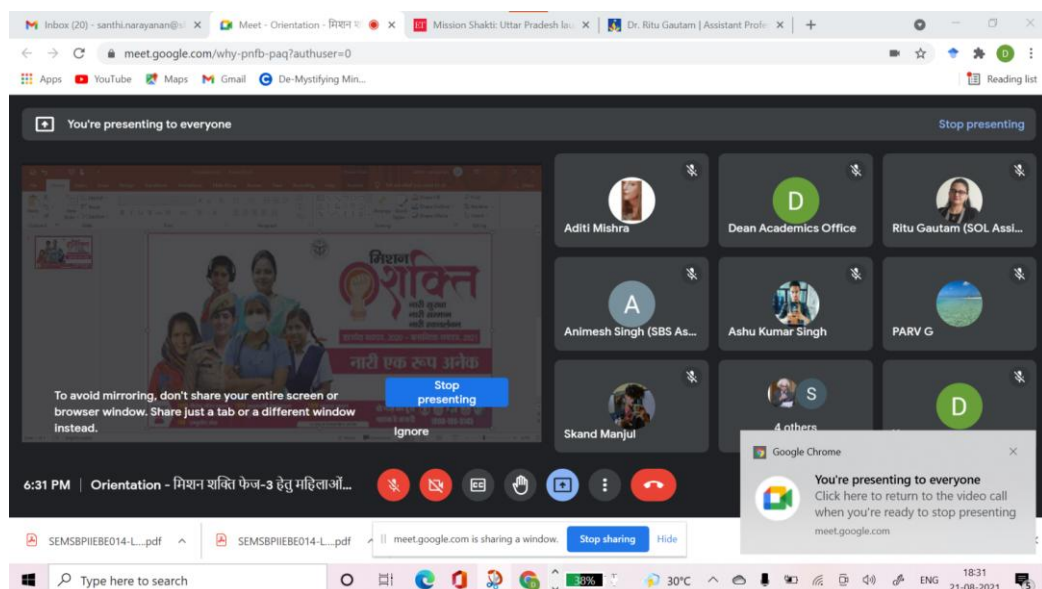 Inbox (20) - santhi.narayanan@s
Meet - Orientation - मिशन श
Mission Shakti: Uttar Pradesh lau
Dr. Ritu Gautam | Assistant Profe
meet.google.com/why-pnfb-paq?authuser=0
Apps
YouTube
Maps
Gmail
De-Mystifying Min...
Reading list
You're presenting to everyone
Stop presenting
मिशन
शक्ति
नारी सुरक्षा
नारी सम्मान
नारी स्वावलंबन
नारी एक रूप अनेक
To avoid mirroring, don't share your entire screen or
browser window. Share just a tab or a different window
instead.
Stop
presenting
Ignore
Aditi Mishra
Dean Academics Office
Ritu Gautam (SOL Assi...
A
D
Animesh Singh (SBS As...
Ashu Kumar Singh
PARV G
Skand Manjul
S
4 others
D
6:31 PM | Orientation - मिशन शक्ति फेज-3 हेतु महिलाओं...
CC
Google Chrome
You're presenting to everyone
Click here to return to the video call
when you're ready to stop presenting
meet.google.com
SEMSBPIIEBE014-L....pdf
SEMSBPIIEBE014-L....pdf
meet.google.com is sharing a window.
Stop sharing
Hide
Type here to search
38%
30°C
ENG
18:31
21-08-2021